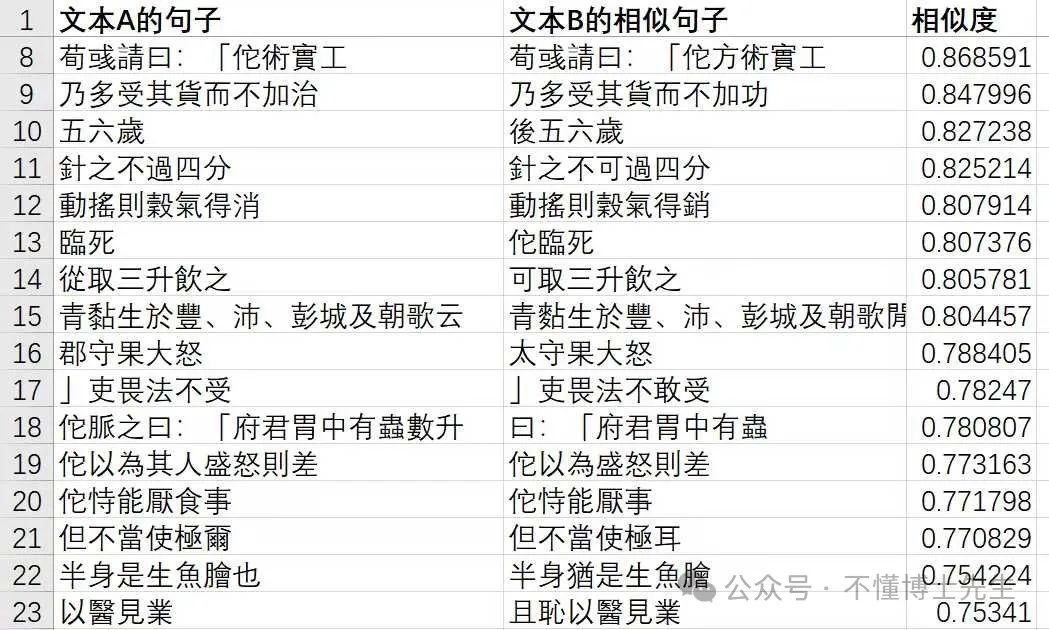 1 文本A的句子 文本B的相似句子 相似度
8 荀彧請曰：「佗術實工 荀彧請曰：「佗方術實工 0.868591
9 乃多受其貨而不加治 乃多受其貨而不加功 0.847996
10 五六歲 後五六歲 0.827238
11 針之不過四分 針之不可過四分 0.825214
12 動搖則穀氣得消 動搖則穀氣得銷 0.807914
13 臨死 佗臨死 0.807376
14 從取三升飲之 可取三升飲之 0.805781
15 青黏生於豐、沛、彭城及朝歌云 青䵑生於豐、沛、彭城及朝歌閒 0.804457
16 郡守果大怒 太守果大怒 0.788405
17 」吏畏法不受 」吏畏法不敢受 0.78247
18 佗脈之曰：「府君胃中有蟲數升 曰：「府君胃中有蟲 0.780807
19 佗以為其人盛怒則差 佗以為盛怒則差 0.773163
20 佗恃能厭食事 佗恃能厭事 0.771798
21 但不當使極爾 但不當使極耳 0.770829
22 半身是生魚膾也 半身猶是生魚膾 0.754224
23 以醫見業 且恥以醫見業 0.75341
公众号·不懂博士先生